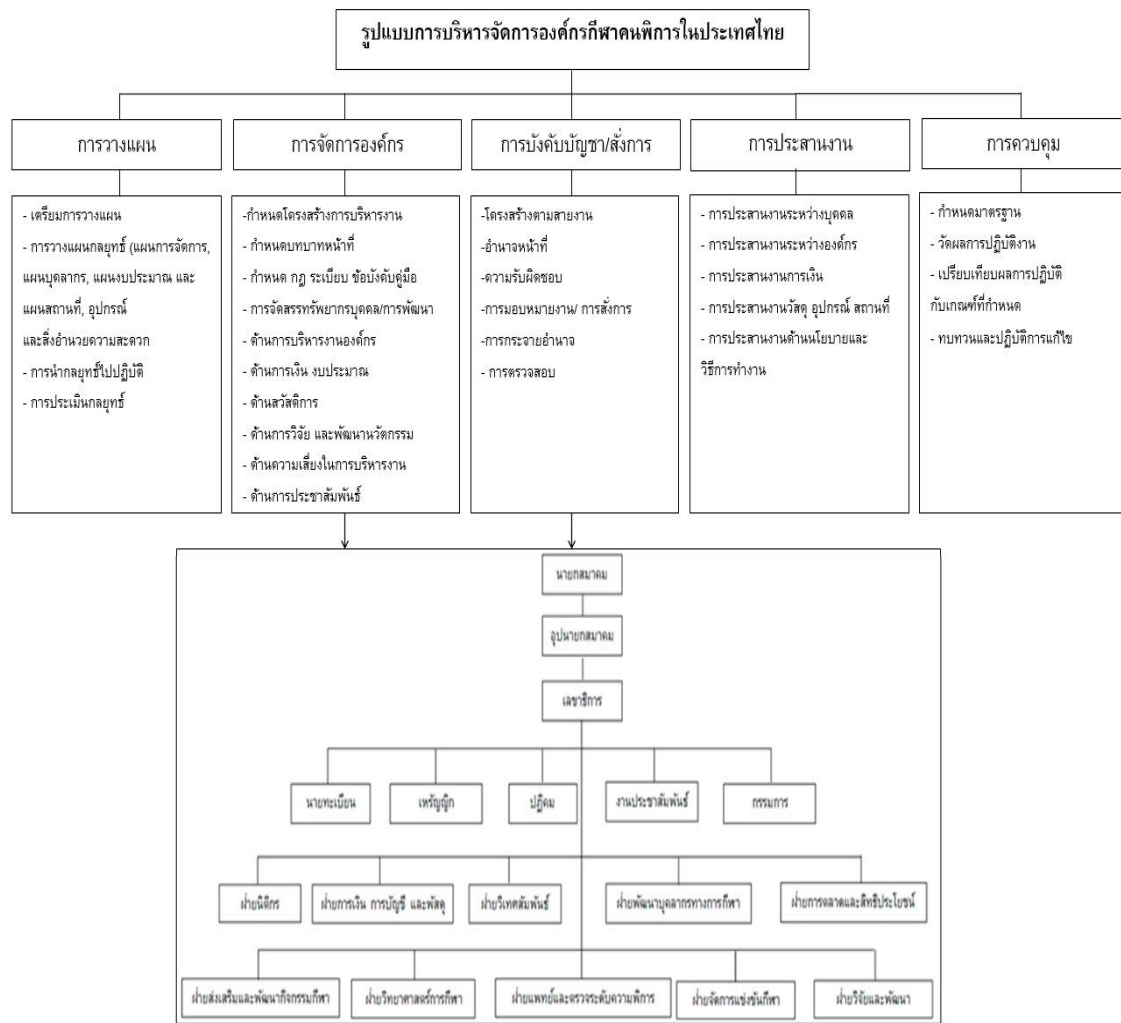 รูปแบบการบริหารจัดการองค์กรกีฬาคนพิการในประเทศไทย
การวางแผน
การจัดการองค์กร
การบังคับบัญชา/สั่งการ
การประสานงาน
การควบคุม
- เตรียมการวางแผน
- การวางแผนกลยุทธ์ (แผนการจัดการ,
แผนบุคลากร, แผนงบประมาณ และ
แผนสถานที่, อุปกรณ์
และสิ่งอำนวยความสะดวก
- การนำกลยุทธ์ไปปฏิบัติ
- การประเมินกลยุทธ์
-กำหนดโครงสร้างการบริหารงาน
- กำหนดบทบาทหน้าที่
- กำหนด กฎ ระเบียบ ข้อบังคับคู่มือ
- การจัดสรรทรัพยากรบุคคล/การพัฒนา
- ด้านการบริหารงานองค์กร
- ด้านการเงิน งบประมาณ
- ด้านสวัสดิการ
- ด้านการวิจัย และพัฒนานวัตกรรม
- ด้านความเสี่ยงในการบริหารงาน
- ด้านการประชาสัมพันธ์
-โครงสร้างตามสายงาน
-อำนาจหน้าที่
-ความรับผิดชอบ
-การมอบหมายงาน/ การสั่งการ
-การกระจายอำนาจ
- การตรวจสอบ
- การประสานงานระหว่างบุคคล
- การประสานงานระหว่างองค์กร
- การประสานงานการเงิน
- การประสานงานวัสดุ อุปกรณ์ สถานที่
- การประสานงานด้านนโยบายและ
วิธีการทำงาน
- กำหนดมาตรฐาน
- วัดผลการปฏิบัติงาน
- เปรียบเทียบผลการปฏิบัติ
กับเกณฑ์ที่กำหนด
- ทบทวนและปฏิบัติการแก้ไข
นายกสมาคม
อุปนายกสมาคม
เลขาธิการ
นายทะเบียน
เหรัญญิก
ปฏิคม
งานประชาสัมพันธ์
กรรมการ
ฝ่ายนิติกร
ฝ่ายการเงิน การบัญชี และพัสดุ
ฝ่ายวิเทศสัมพันธ์
ฝ่ายพัฒนาบุคลากรทางการกีฬา
ฝ่ายการตลาดและสิทธิประโยชน์
ฝ่ายส่งเสริมและพัฒนากิจกรรมกีฬา
ฝ่ายวิทยาศาสตร์การกีฬา
ฝ่ายแพทย์และตรวจระดับความพิการ
ฝ่ายจัดการแข่งขันกีฬา
ฝ่ายวิจัยและพัฒนา